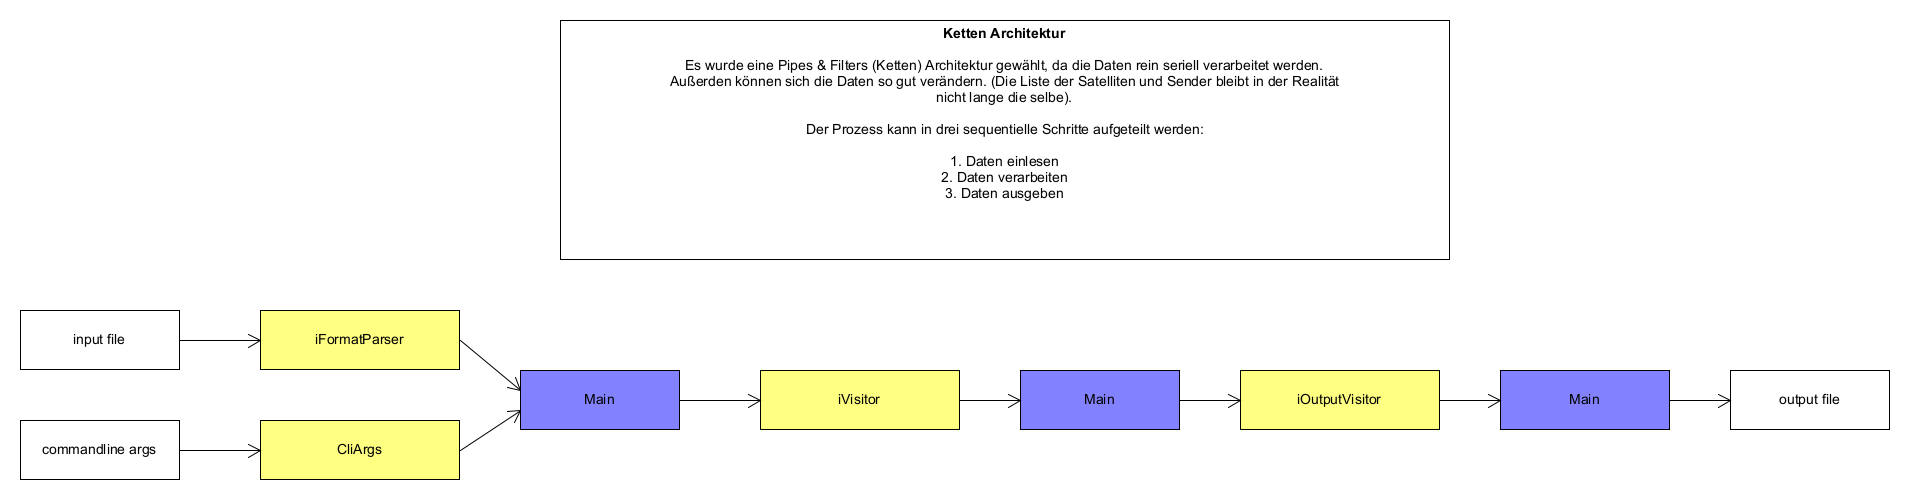 Ketten Architektur
Es wurde eine Pipes & Filters (Ketten) Architektur gewählt, da die Daten rein seriell verarbeitet werden.
Außerden können sich die Daten so gut verändern. (Die Liste der Satelliten und Sender bleibt in der Realität
nicht lange die selbe).
Der Prozess kann in drei sequentielle Schritte aufgeteilt werden:
1. Daten einlesen
2. Daten verarbeiten
3. Daten ausgeben
input file
iFormatParser
Main
iVisitor
Main
iOutputVisitor
Main
output file
commandline args
CliArgs